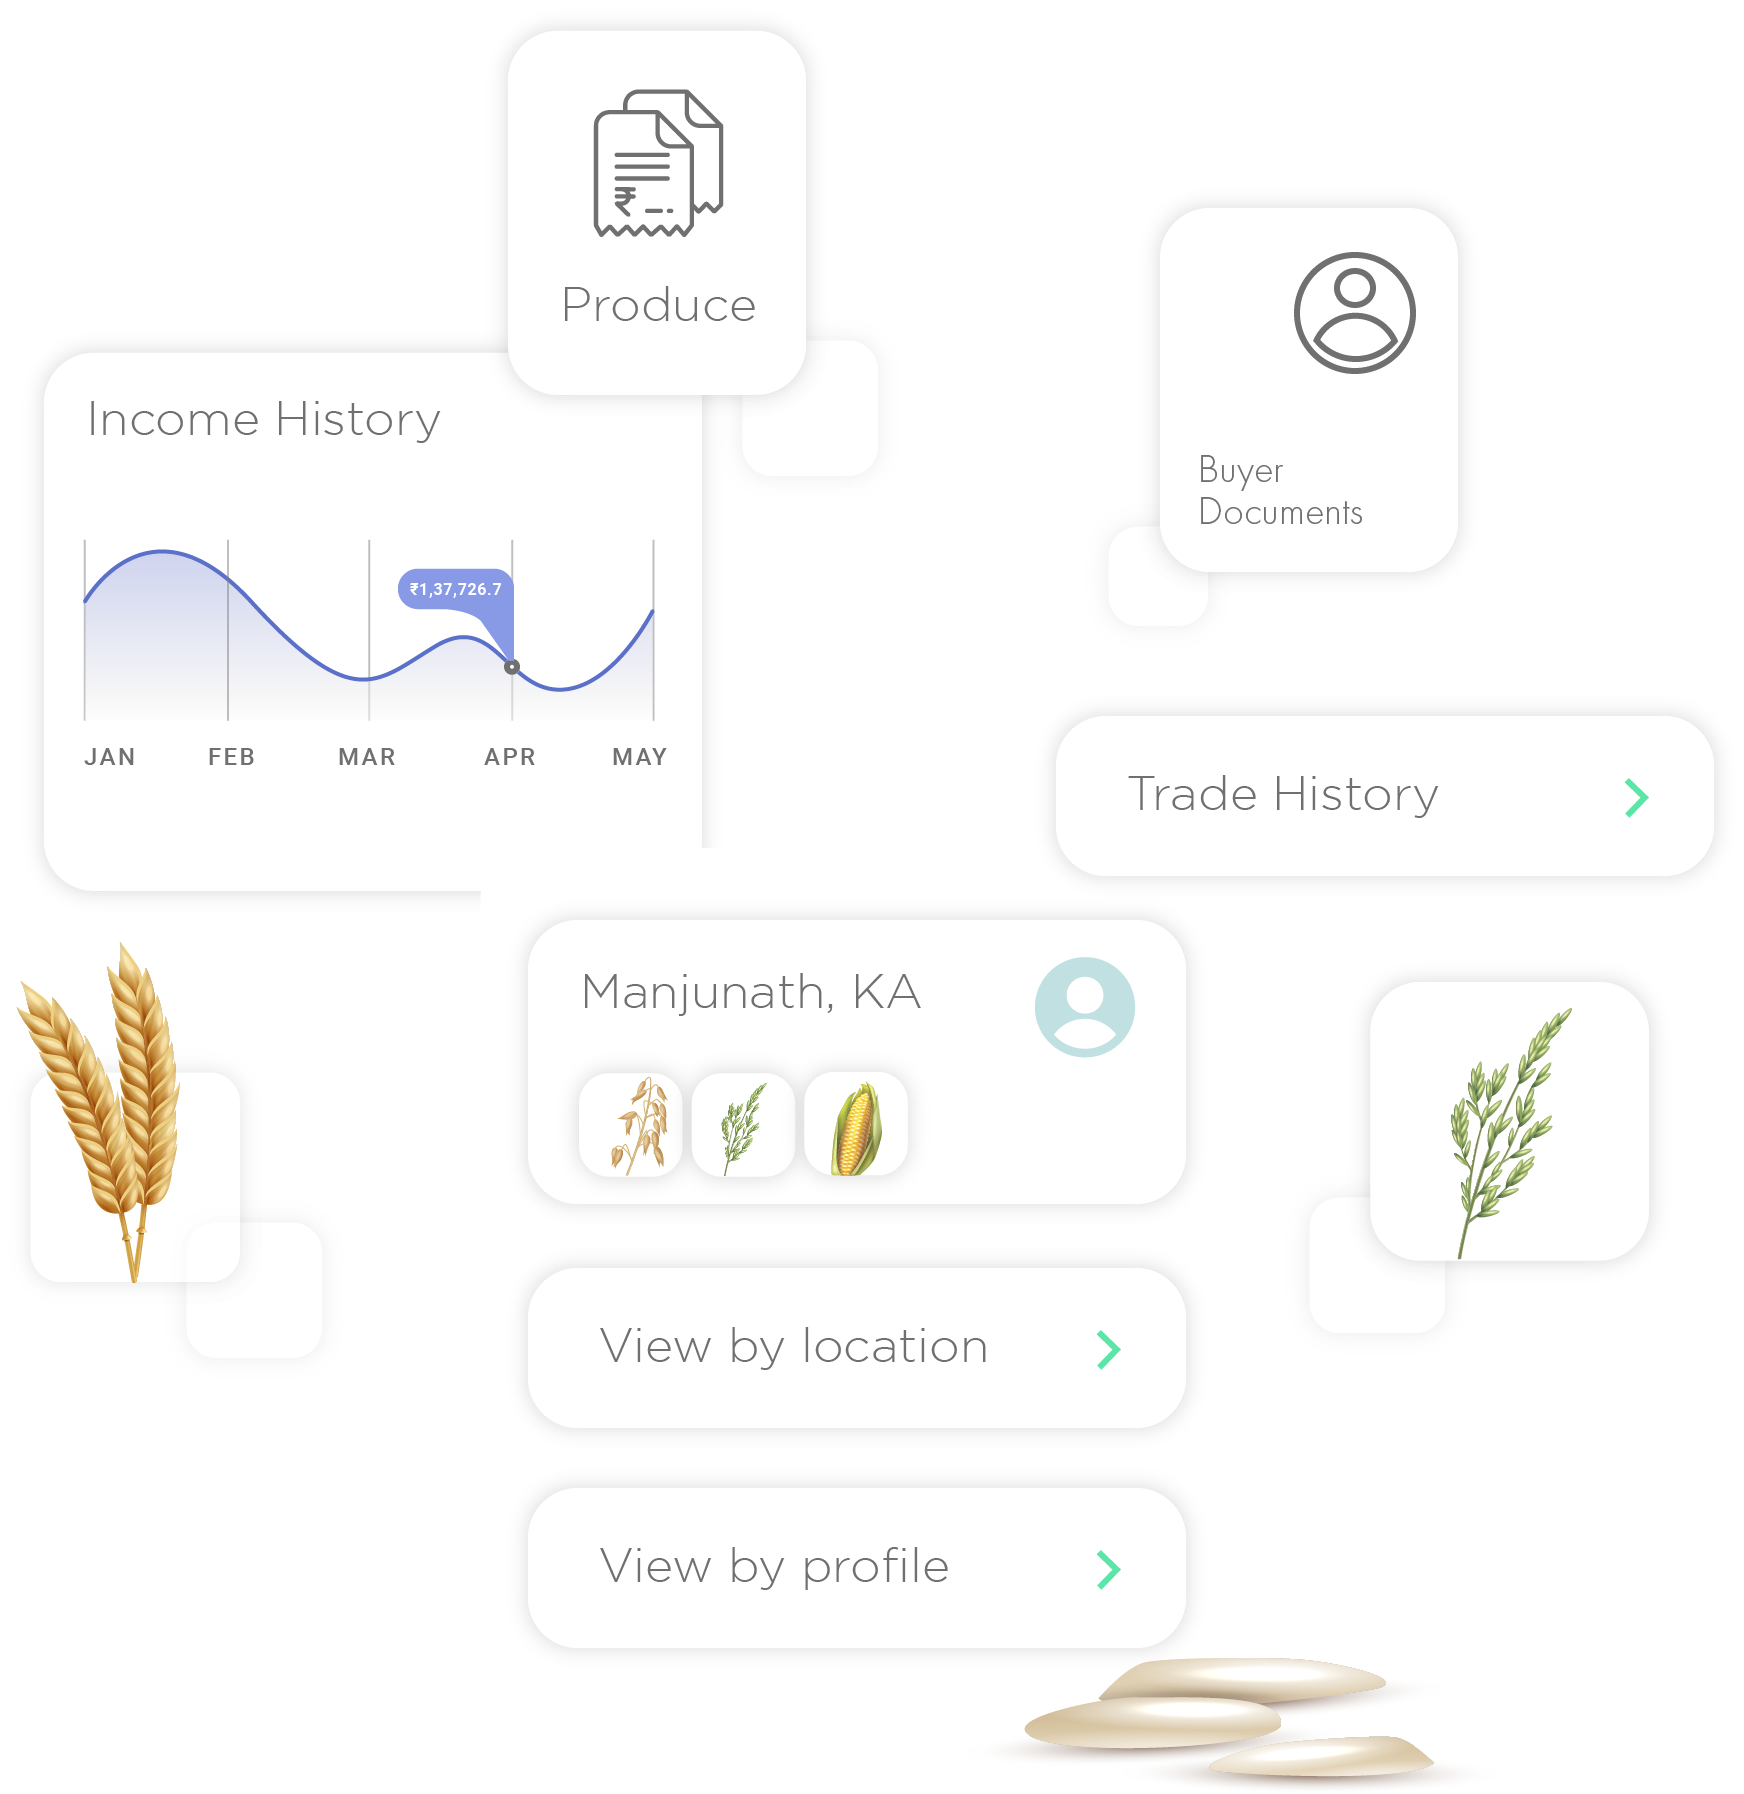 Produce
Income History
₹1,37,726.7
JAN FEB MAR APR MAY
Buyer
Documents
Trade History
Manjunath, KA
View by location
View by profile